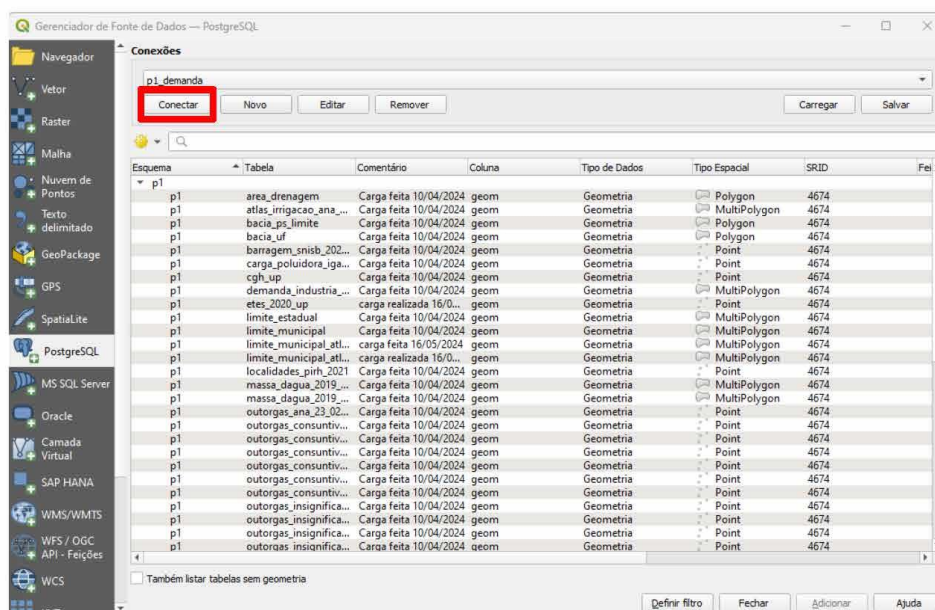 Gerenciador de Fonte de Dados — PostgreSQL
Navegador
Vetor
Raster
Malha
Nuvem de
Pontos
Texto
delimitado
GeoPackage
GPS
SpatiaLite
PostgreSQL
MS SQL Server
Oracle
Camada
Virtual
SAP HANA
WMS/WMTS
WFS / OGC
API - Feições
WCS
Conexões
p1_demanda
Conectar Novo Editar Remover Carregar Salvar
Esquema Tabela Comentário Coluna Tipo de Dados Tipo Espacial SRID Fei
p1
p1 area_drenagem Carga feita 10/04/2024 geom Geometria Polygon 4674
p1 atlas_irrigacao_ana_... Carga feita 10/04/2024 geom Geometria MultiPolygon 4674
p1 bacia_ps_limite Carga feita 10/04/2024 geom Geometria Polygon 4674
p1 bacia_uf Carga feita 10/04/2024 geom Geometria Polygon 4674
p1 barragem_snisb_202... Carga feita 10/04/2024 geom Geometria Point 4674
p1 carga_poluidora_iga... Carga feita 10/04/2024 geom Geometria Point 4674
p1 cgh_up Carga feita 10/04/2024 geom Geometria Point 4674
p1 demanda_industria_... Carga feita 10/04/2024 geom Geometria MultiPolygon 4674
p1 etes_2020_up carga realizada 16/0... geom Geometria Point 4674
p1 limite_estadual Carga feita 10/04/2024 geom Geometria MultiPolygon 4674
p1 limite_municipal Carga feita 10/04/2024 geom Geometria MultiPolygon 4674
p1 limite_municipal_atl... carga feita 16/05/2024 geom Geometria MultiPolygon 4674
p1 limite_municipal_atl... carga realizada 16/0... geom Geometria MultiPolygon 4674
p1 localidades_pirh_2021 Carga feita 10/04/2024 geom Geometria Point 4674
p1 massa_dagua_2019_... Carga feita 10/04/2024 geom Geometria MultiPolygon 4674
p1 massa_dagua_2019_... Carga feita 10/04/2024 geom Geometria MultiPolygon 4674
p1 outorgas_ana_23_02... Carga feita 10/04/2024 geom Geometria Point 4674
p1 outorgas_consuntiv... Carga feita 10/04/2024 geom Geometria Point 4674
p1 outorgas_consuntiv... Carga feita 10/04/2024 geom Geometria Point 4674
p1 outorgas_consuntiv... Carga feita 10/04/2024 geom Geometria Point 4674
p1 outorgas_consuntiv... Carga feita 10/04/2024 geom Geometria Point 4674
p1 outorgas_consuntiv... Carga feita 10/04/2024 geom Geometria Point 4674
p1 outorgas_consuntiv... Carga feita 10/04/2024 geom Geometria Point 4674
p1 outorgas_insignifica... Carga feita 10/04/2024 geom Geometria Point 4674
p1 outorgas_insignifica... Carga feita 10/04/2024 geom Geometria Point 4674
p1 outorgas_insignifica... Carga feita 10/04/2024 geom Geometria Point 4674
p1 outorgas_insignifica... Carga feita 10/04/2024 geom Geometria Point 4674
Também listar tabelas sem geometria
Definir filtro Fechar Adicionar Ajuda